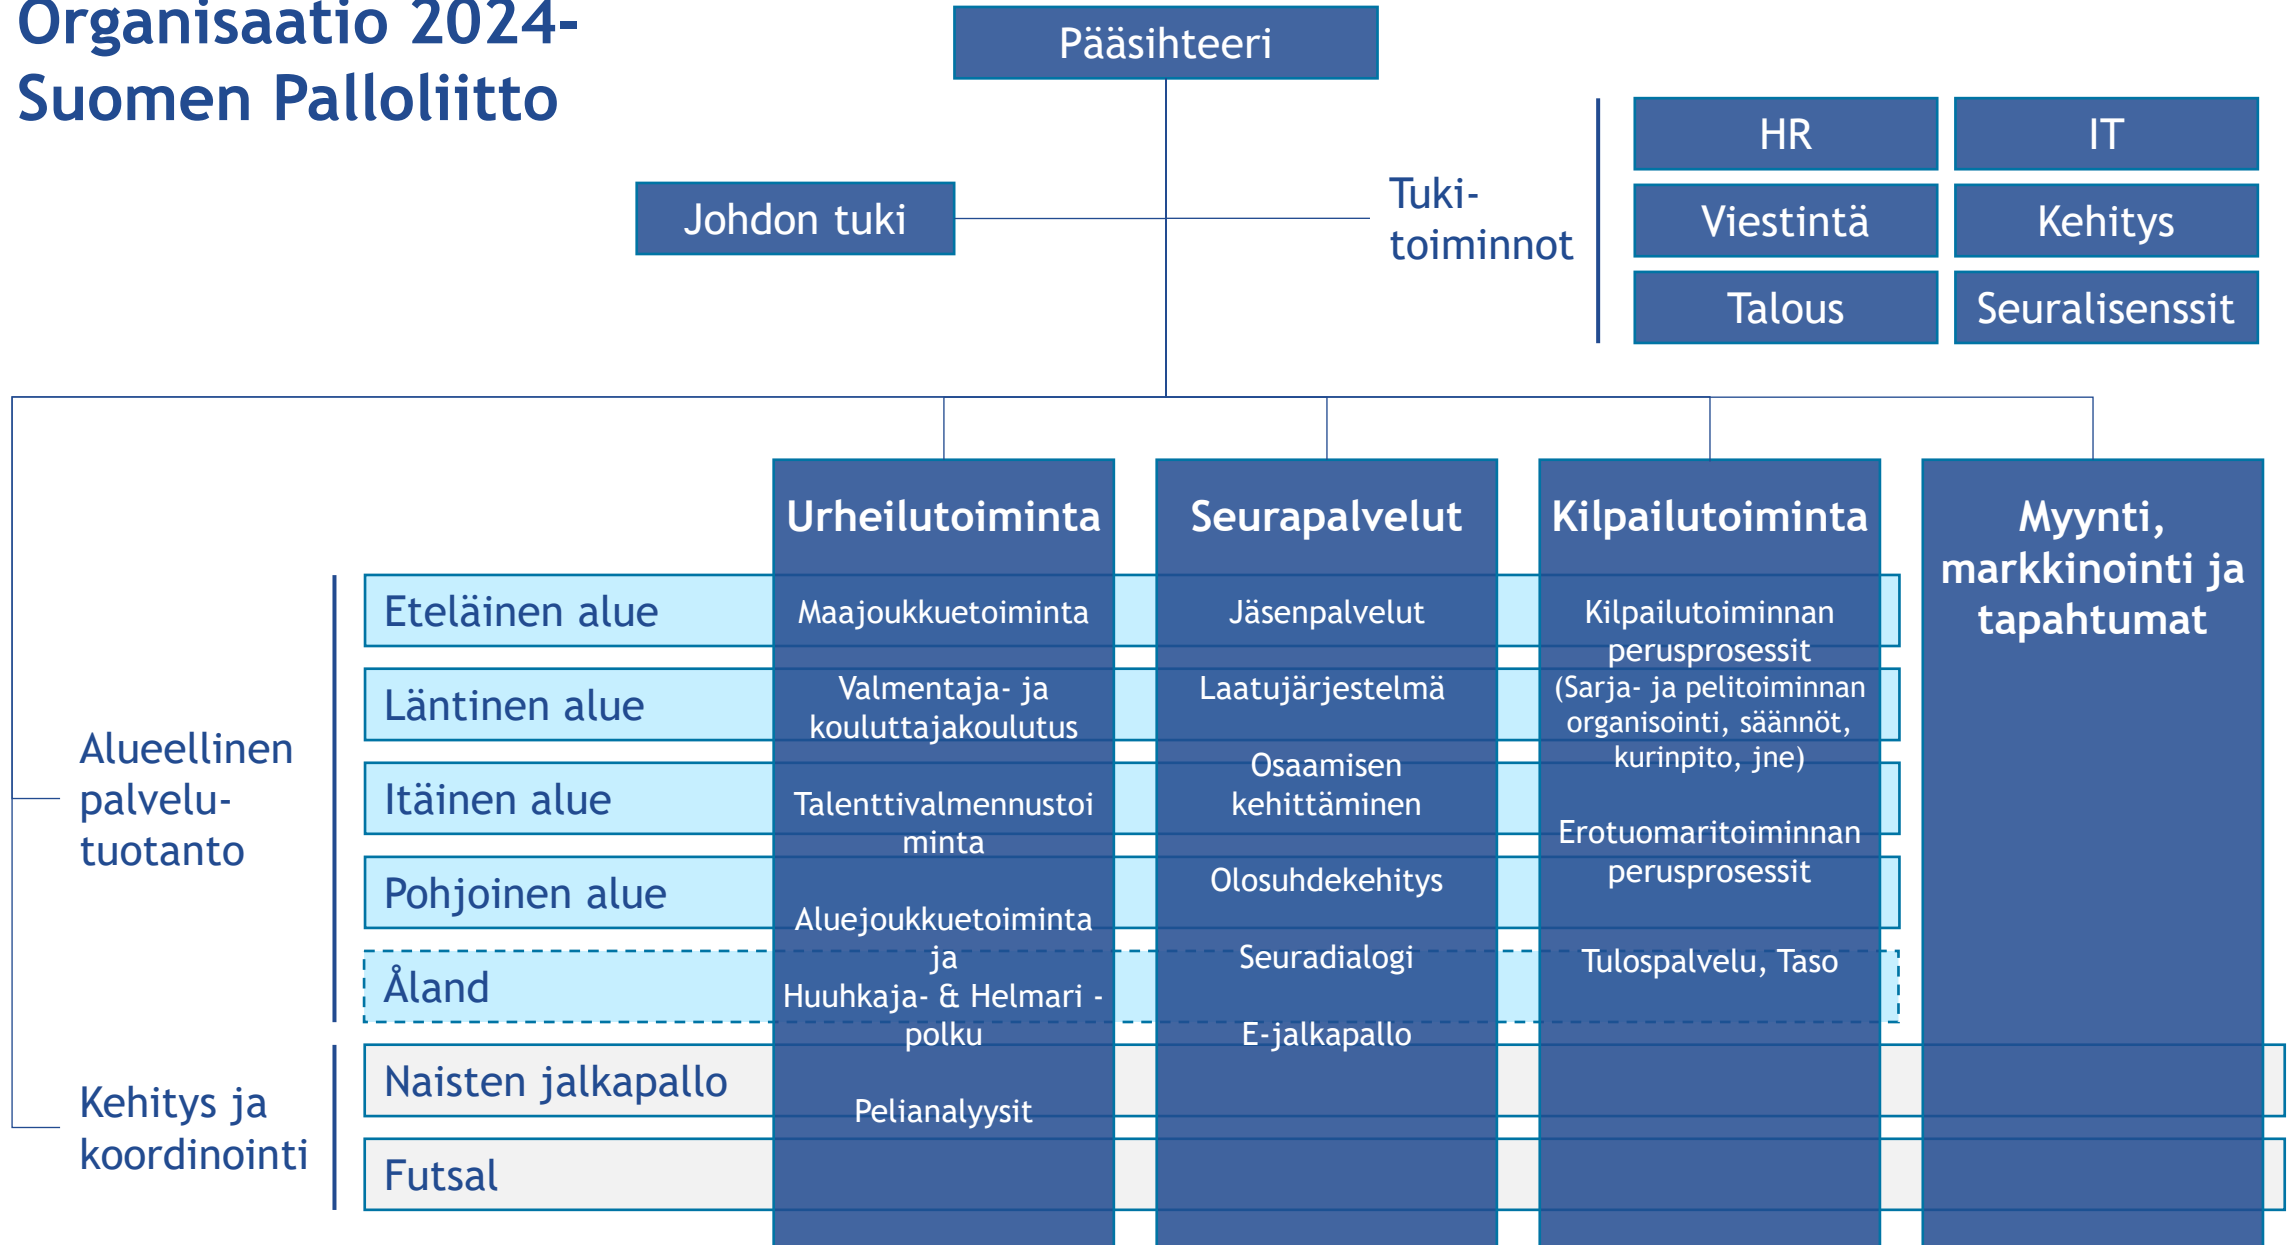 Organisaatio 2024-
Suomen Palloliitto
Pääsihteeri
Johdon tuki
Tuki-
toiminnot
HR
IT
Viestintä
Kehitys
Talous
Seuralisenssit
Urheilutoiminta
Maajoukkuetoiminta
Valmentaja- ja
kouluttajakoulutus
Talenttivalmennustoi
minta
Aluejoukkuetoiminta
ja
Huuhkaja- & Helmari -
polku
Pelianalyysit
Seurapalvelut
Jäsenpalvelut
Laatujärjestelmä
Osaamisen
kehittäminen
Olosuhdekehitys
Seuradialogi
E-jalkapallo
Kilpailutoiminta
Kilpailutoiminnan
perusprosessit
(Sarja- ja pelitoiminnan
organisointi, säännöt,
kurinpito, jne)
Erotuomaritoiminnan
perusprosessit
Tulospalvelu, Taso
Myynti,
markkinointi ja
tapahtumat
Alueellinen
palvelu-
tuotanto
Eteläinen alue
Läntinen alue
Itäinen alue
Pohjoinen alue
Åland
Kehitys ja
koordinointi
Naisten jalkapallo
Futsal